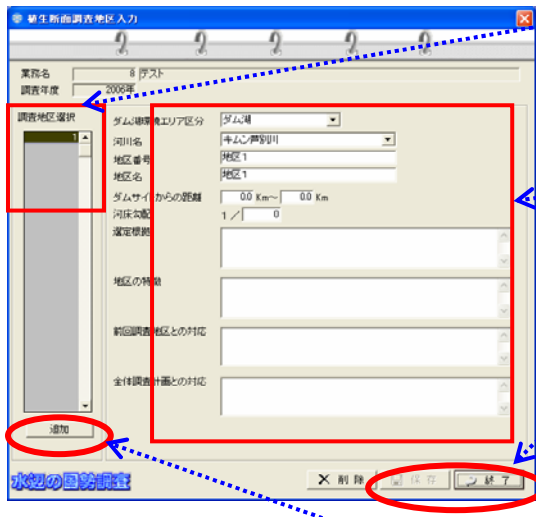 植生断面調査地区入力
業務名 8 テスト
調査年度 2006年
調査地区選択
1
ダム湖環境エリア区分 ダム湖
河川名 キムン芦別川
地区番号 地区1
地区名 地区1
ダムサイトからの距離 0.0 Km～ 0.0 Km
河床勾配 1／ 0
選定根拠
地区の特徴
前回調査地区との対応
全体調査計画との対応
追加
水辺の国勢調査
削除 保存 終了